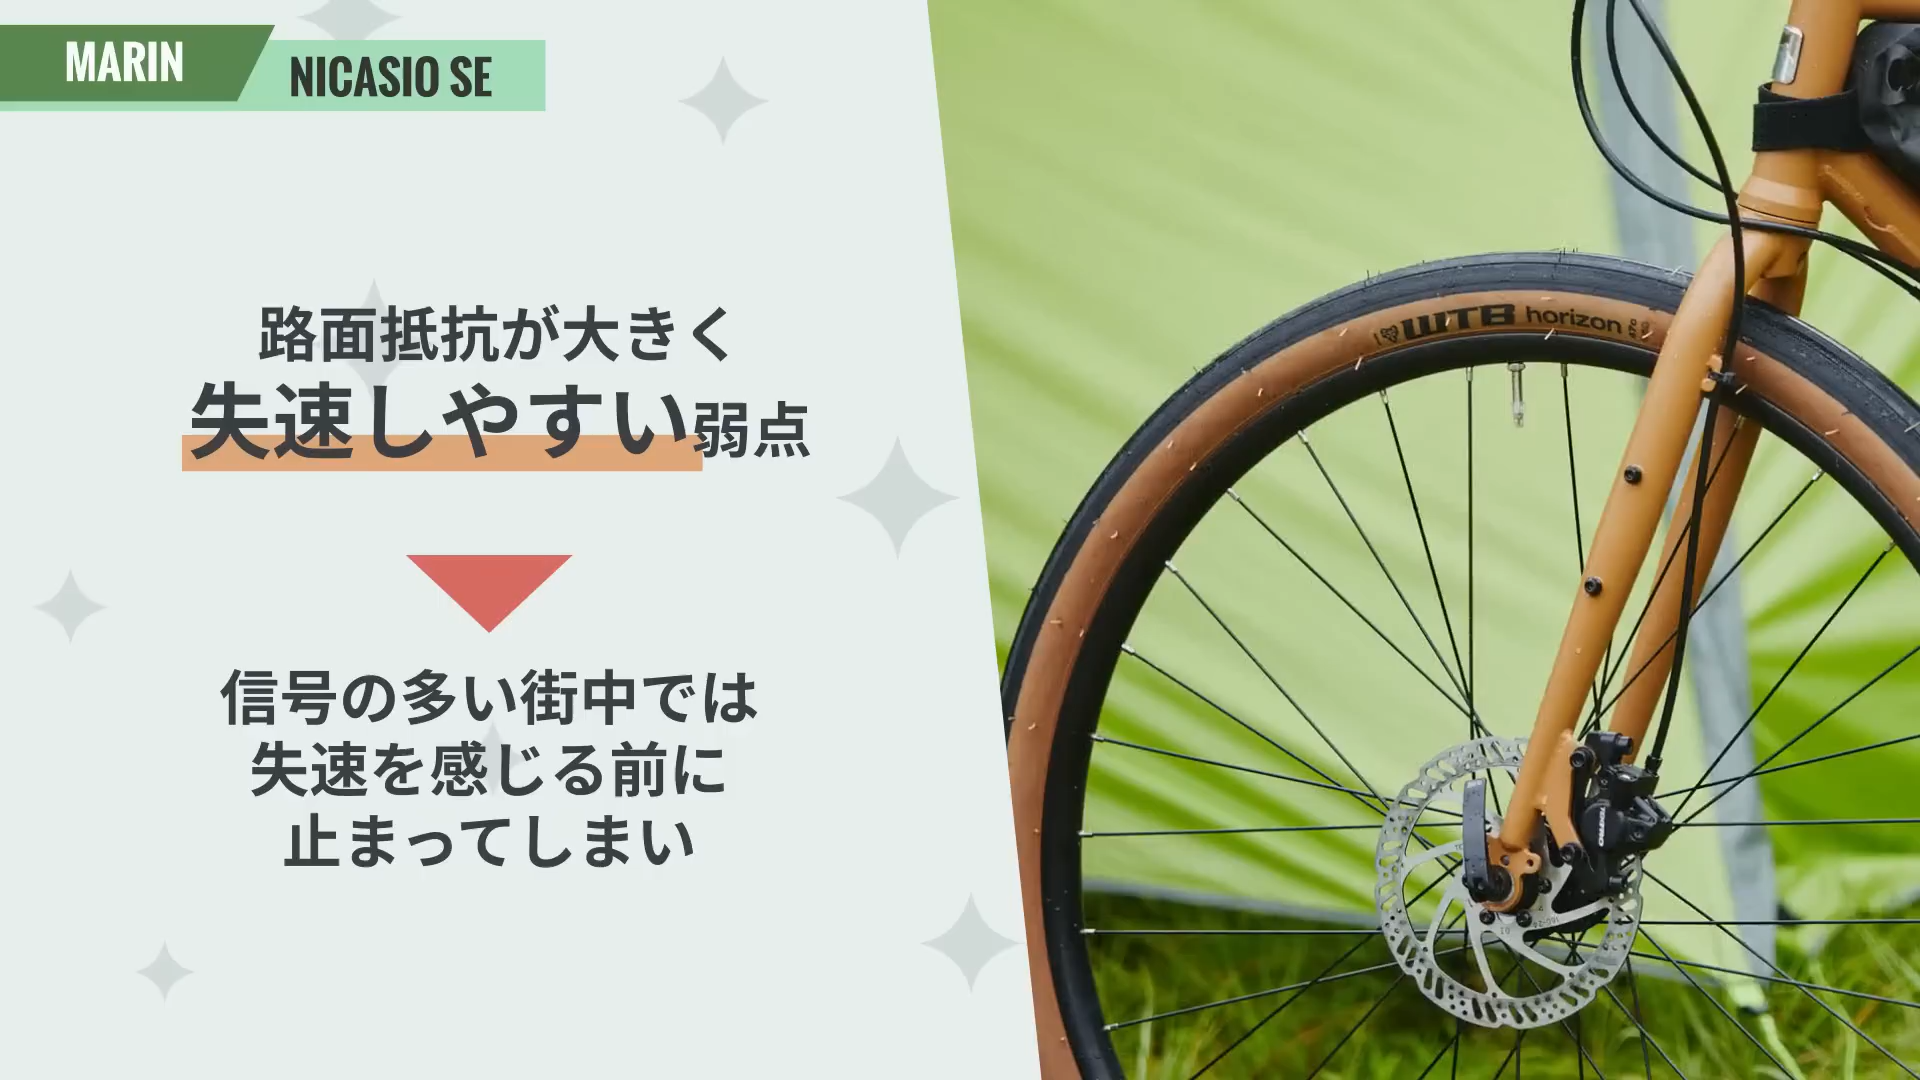 MARIN
NICASIO SE
路面抵抗が大きく
失速しやすい弱点
信号の多い街中では
失速を感じる前に
止まってしまい
WTB horizon
TEKTRO